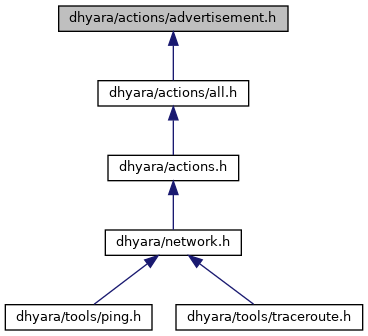 dhyara/actions/advertisement.h
dhyara/actions/all.h
dhyara/actions.h
dhyara/network.h
dhyara/tools/ping.h
dhyara/tools/traceroute.h